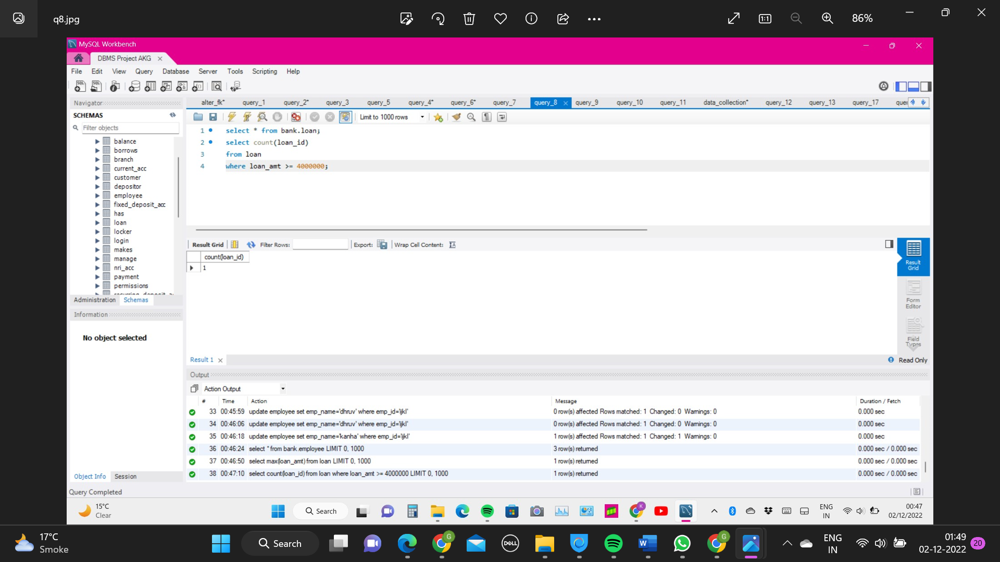 q8.jpg
86%
MySQL Workbench
DBMS Project AKG
File Edit View Query Database Server Tools Scripting Help
Navigator
alter_fk* query_1 query_2* query_3 query_5 query_4* query_6* query_7 query_8 query_9 query_10 query_11 data_collection* query_12 query_13 query_17
SCHEMAS
Limit to 1000 rows
Filter objects
balance
borrows
branch
current_acc
customer
depositor
employee
fixed_deposit_acc
has
loan
locker
login
makes
manage
nri_acc
payment
permissions
1 select * from bank.loan;
2 select count(loan_id)
3 from loan
4 where loan_amt >= 4000000;
Result Grid Filter Rows: Export: Wrap Cell Content:
count(loan_id)
1
Result Grid
Form Editor
Field Types
Administration Schemas
Information
No object selected
Result 1
Read Only
Output
Action Output
# Time Action Message Duration / Fetch
33 00:45:59 update employee set emp_name='dhruv' where emp_id='ijkl' 0 row(s) affected Rows matched: 1 Changed: 0 Warnings: 0 0.000 sec
34 00:46:06 update employee set emp_name='dhruv' where emp_id='ijkl' 0 row(s) affected Rows matched: 1 Changed: 0 Warnings: 0 0.000 sec
35 00:46:18 update employee set emp_name='kanha' where emp_id='ijkl' 1 row(s) affected Rows matched: 1 Changed: 1 Warnings: 0 0.000 sec
36 00:46:24 select * from bank.employee LIMIT 0, 1000 3 row(s) returned 0.000 sec / 0.000 sec
37 00:46:50 select max(loan_amt) from loan LIMIT 0, 1000 1 row(s) returned 0.000 sec / 0.000 sec
38 00:47:10 select count(loan_id) from loan where loan_amt >= 4000000 LIMIT 0, 1000 1 row(s) returned 0.000 sec / 0.000 sec
Object Info Session
Query Completed
15°C
Clear
Search
K
ENG
IN
00:47
02/12/2022
17°C
Smoke
Search
G
DELL
W
G
ENG
IN
01:49
02-12-2022
20